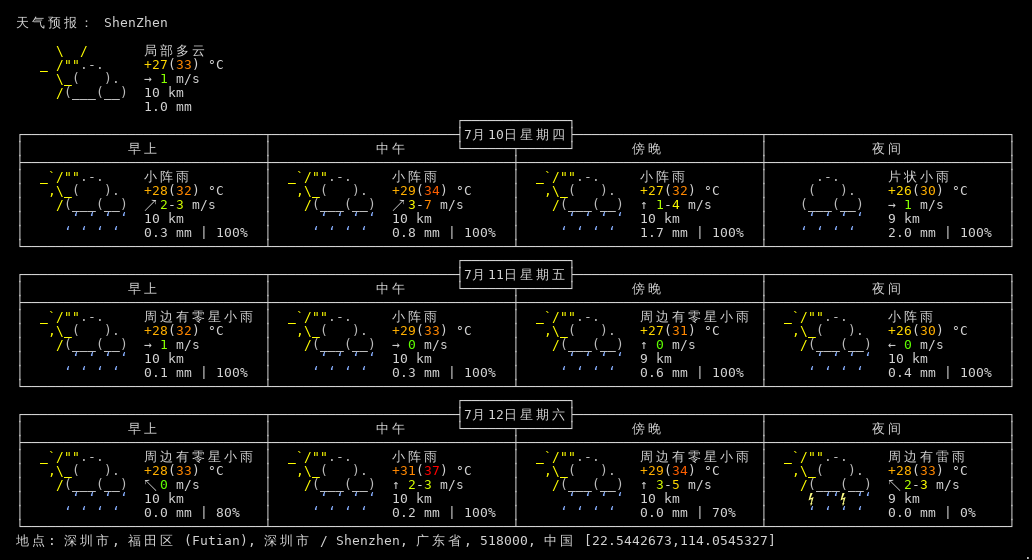 天气预报： ShenZhen
局部多云
+27(33) °C
→ 1 m/s
10 km
1.0 mm
7月10日星期四
早上 中午 傍晚 夜间
小阵雨 小阵雨 小阵雨 片状小雨
+28(32) °C +29(34) °C +27(32) °C +26(30) °C
↗ 2-3 m/s ↗ 3-7 m/s ↑ 1-4 m/s → 1 m/s
10 km 10 km 10 km 9 km
0.3 mm | 100% 0.8 mm | 100% 1.7 mm | 100% 2.0 mm | 100%
7月11日星期五
早上 中午 傍晚 夜间
周边有零星小雨 小阵雨 周边有零星小雨 小阵雨
+28(32) °C +29(33) °C +27(31) °C +26(30) °C
→ 1 m/s → 0 m/s ↑ 0 m/s ← 0 m/s
10 km 10 km 9 km 10 km
0.1 mm | 100% 0.3 mm | 100% 0.6 mm | 100% 0.4 mm | 100%
7月12日星期六
早上 中午 傍晚 夜间
周边有零星小雨 小阵雨 周边有零星小雨 周边有雷雨
+28(33) °C +31(37) °C +29(34) °C +28(33) °C
↖ 0 m/s ↑ 2-3 m/s ↑ 3-5 m/s ↖ 2-3 m/s
10 km 10 km 10 km 9 km
0.0 mm | 80% 0.2 mm | 100% 0.0 mm | 70% 0.0 mm | 0%
地点: 深圳市, 福田区 (Futian), 深圳市 / Shenzhen, 广东省, 518000, 中国 [22.5442673,114.0545327]